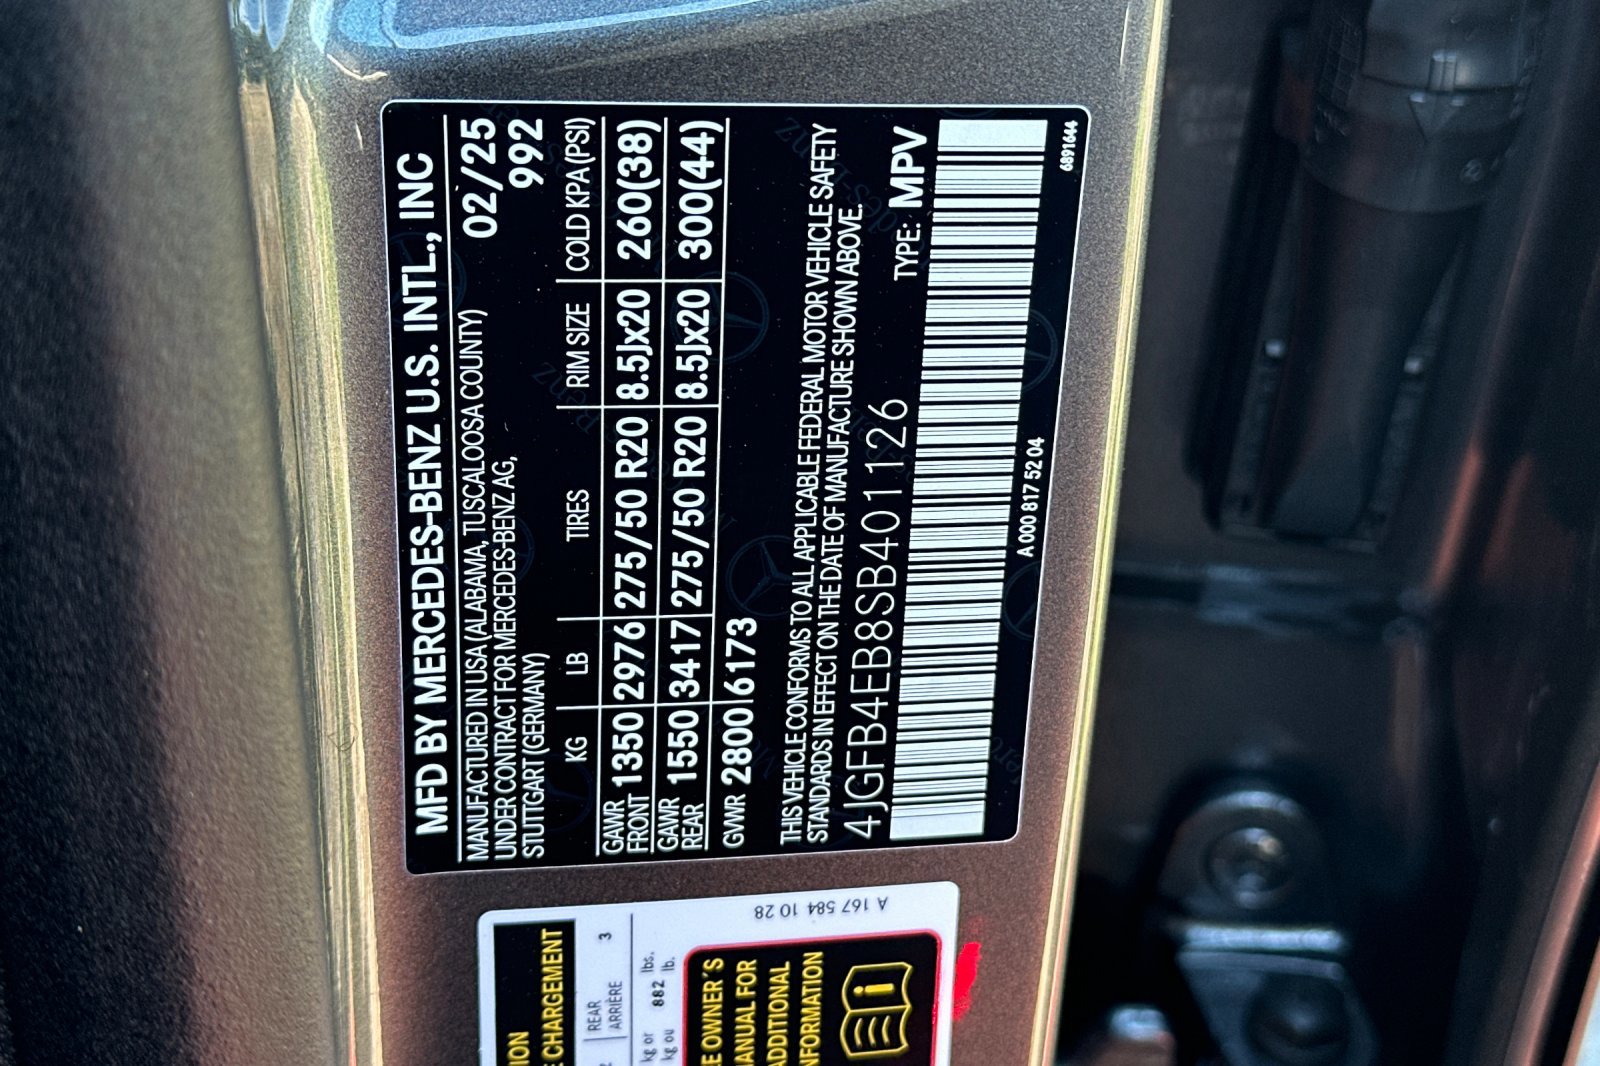 MFD BY MERCEDES-BENZ U.S. INTL., INC
MANUFACTURED IN USA (ALABAMA, TUSCALOOSA COUNTY) 02/25
UNDER CONTRACT FOR MERCEDES-BENZ AG, 992
STUTTGART (GERMANY)
KG LB TIRES RIM SIZE COLD KPA (PSI)
GAWR FRONT 1350 2976 275/50 R20 8.5Jx20 260(38)
GAWR REAR 1550 3417 275/50 R20 8.5Jx20 300(44)
GVWR 2800 6173
THIS VEHICLE CONFORMS TO ALL APPLICABLE FEDERAL MOTOR VEHICLE SAFETY
STANDARDS IN EFFECT ON THE DATE OF MANUFACTURE SHOWN ABOVE.
4JGFB4EB8SB401126 TYPE: MPV
A 000 817 52 04
6891644
CHARGEMENT
REAR 3
ARRIÈRE
kg or 882 lbs.
kg ou lb.
OWNER'S
MANUAL FOR
ADDITIONAL
INFORMATION
A 167 584 10 28